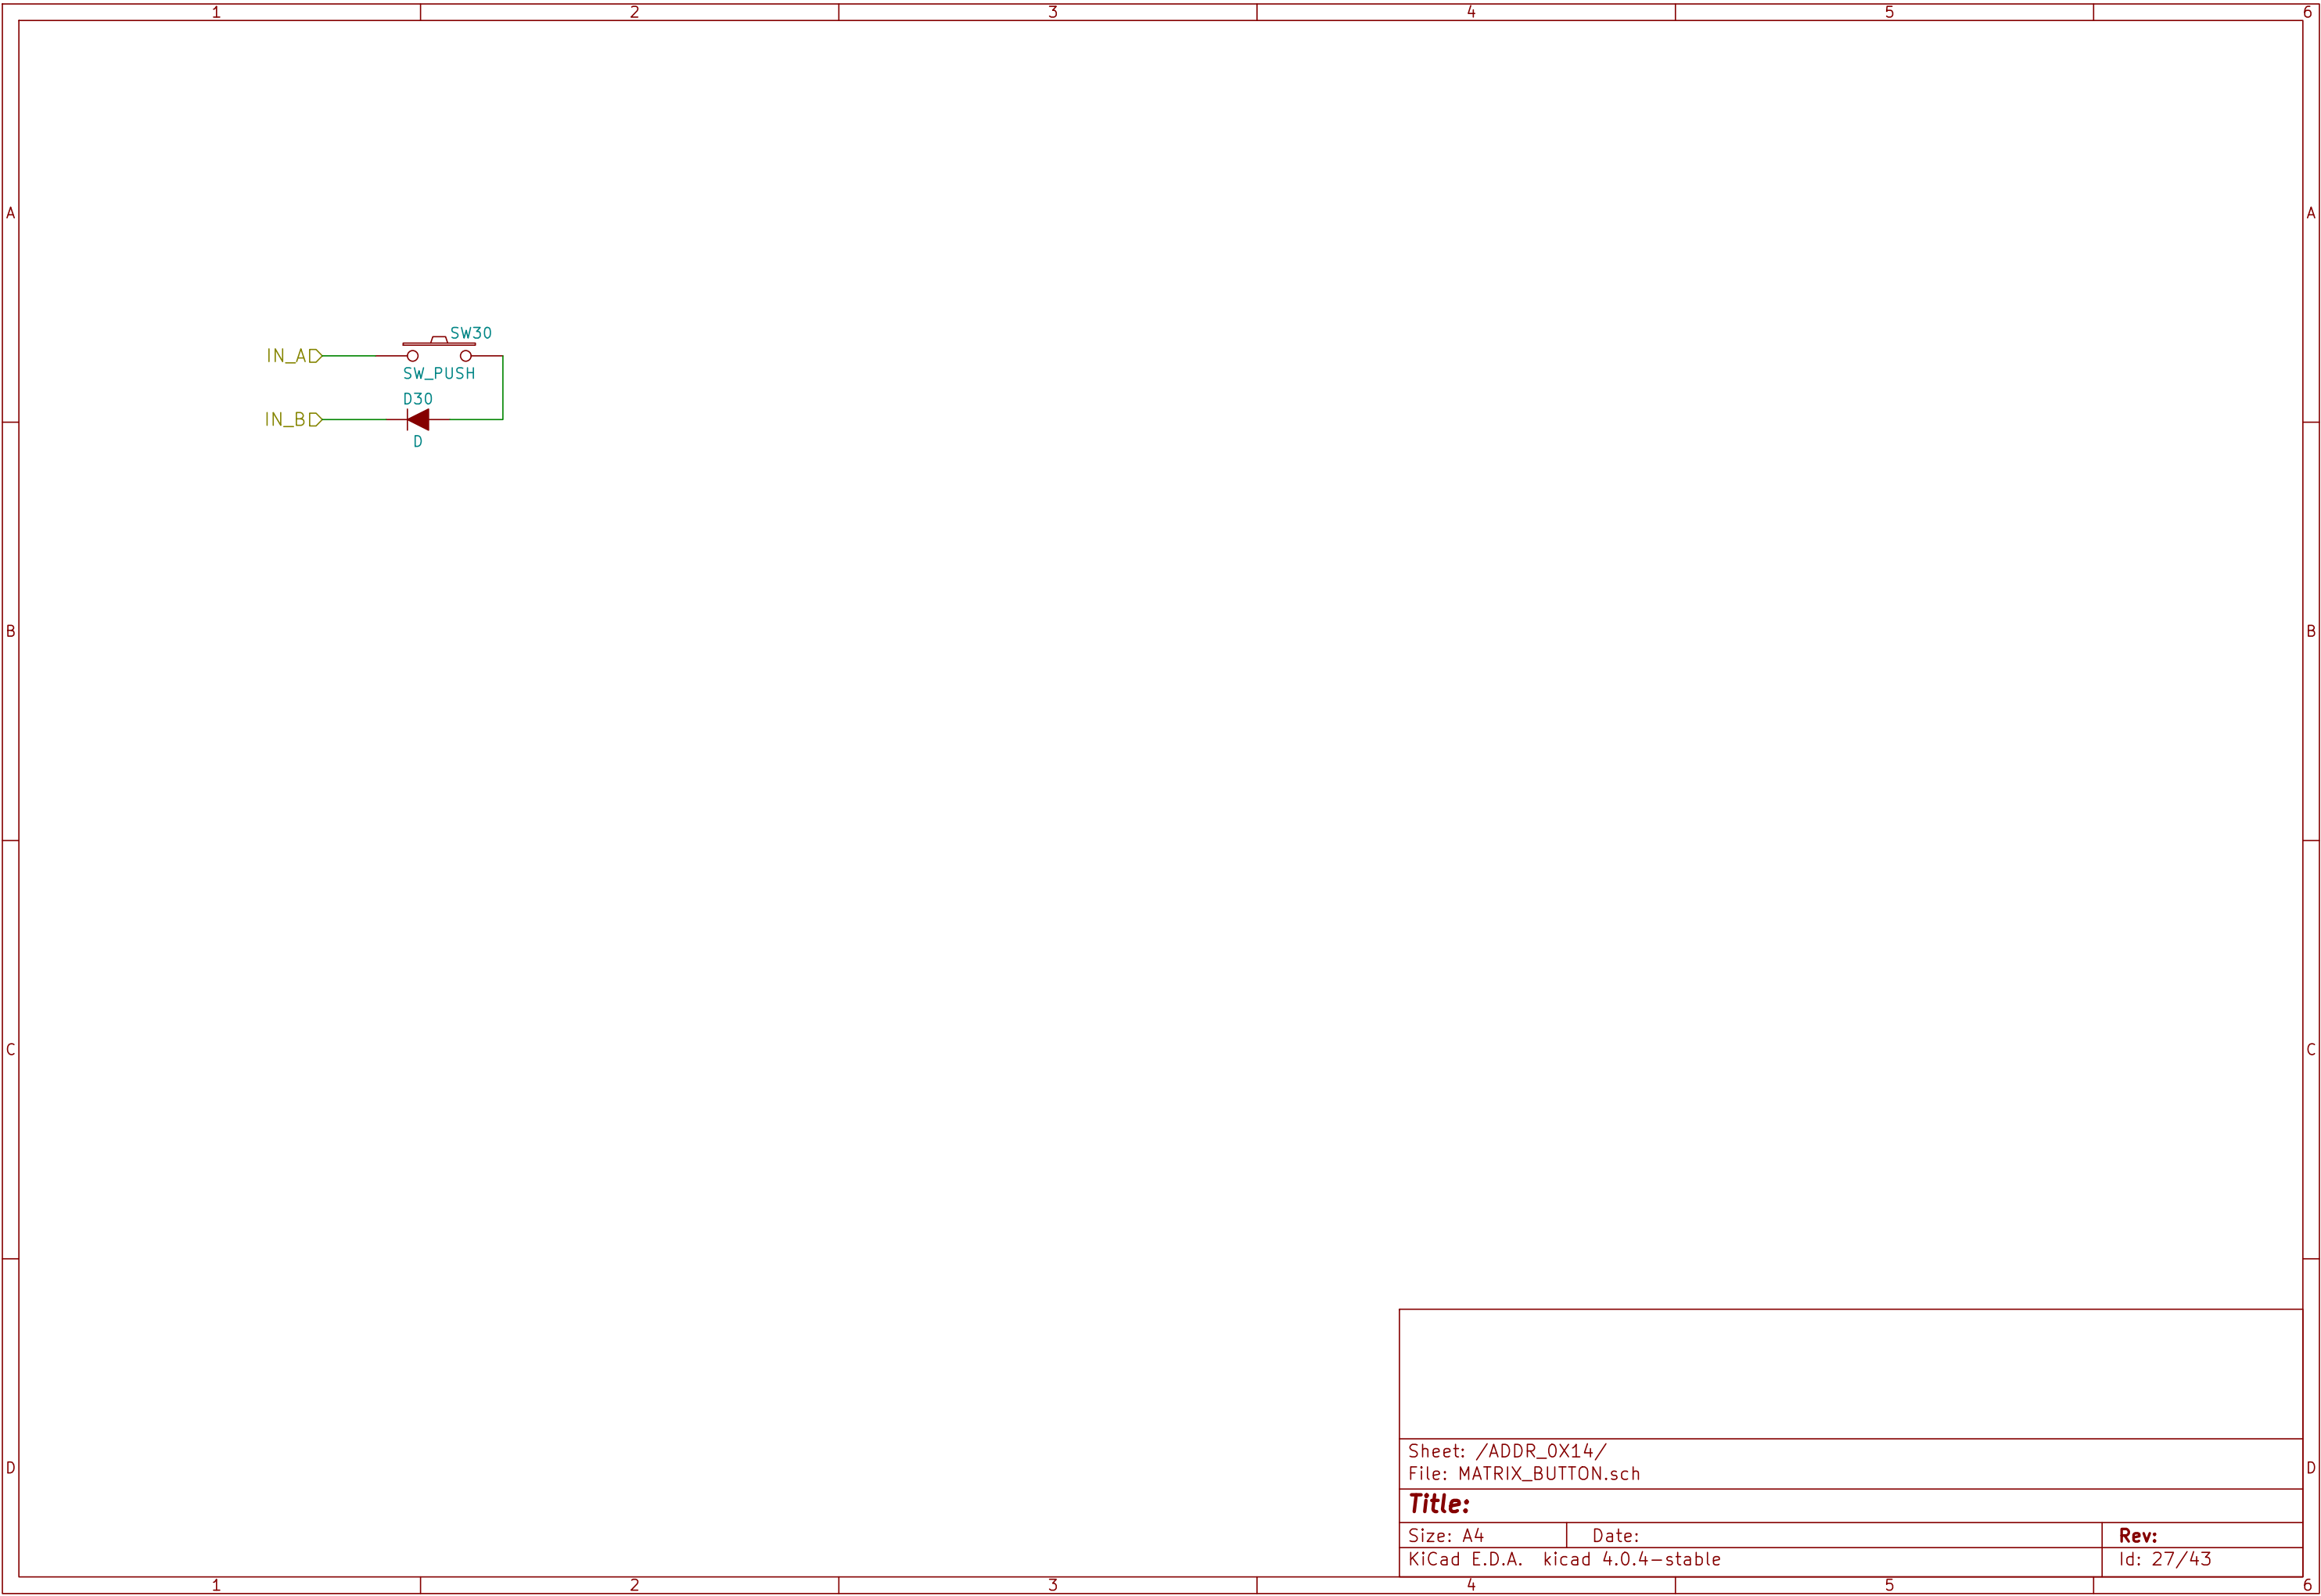 1 2 3 4 5 6
A A
SW30
IN_A
SW_PUSH
D30
IN_B
D
B B
C C
Sheet: /ADDR_0X14/
File: MATRIX_BUTTON.sch
D D
Title:
Size: A4 Date: Rev:
KiCad E.D.A. kicad 4.0.4-stable Id: 27/43
1 2 3 4 5 6